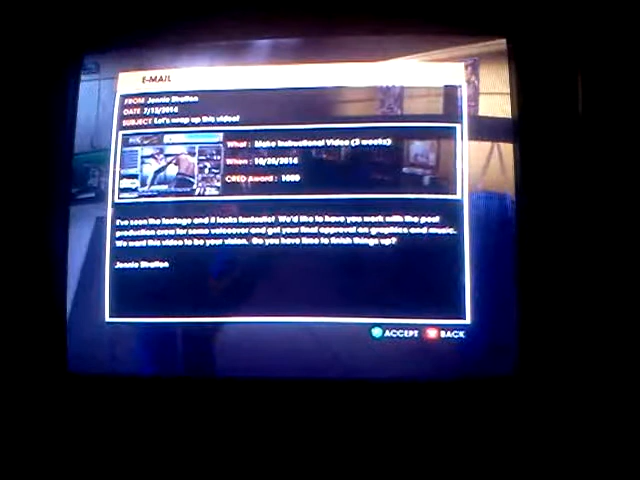 E-MAIL
FROM Jennie Stratton
DATE 7/15/2014
SUBJECT Let's wrap up this video!
What : Make Instructional Video (3 weeks)
When : 10/25/2014
CRED Award : 1000
I've seen the footage and it looks fantastic! We'd like to have you work with the post
production crew for some voiceover and get your final approval on graphics and music.
We want this video to be your vision. Do you have time to finish things up?
Jennie Stratton
ACCEPT BACK